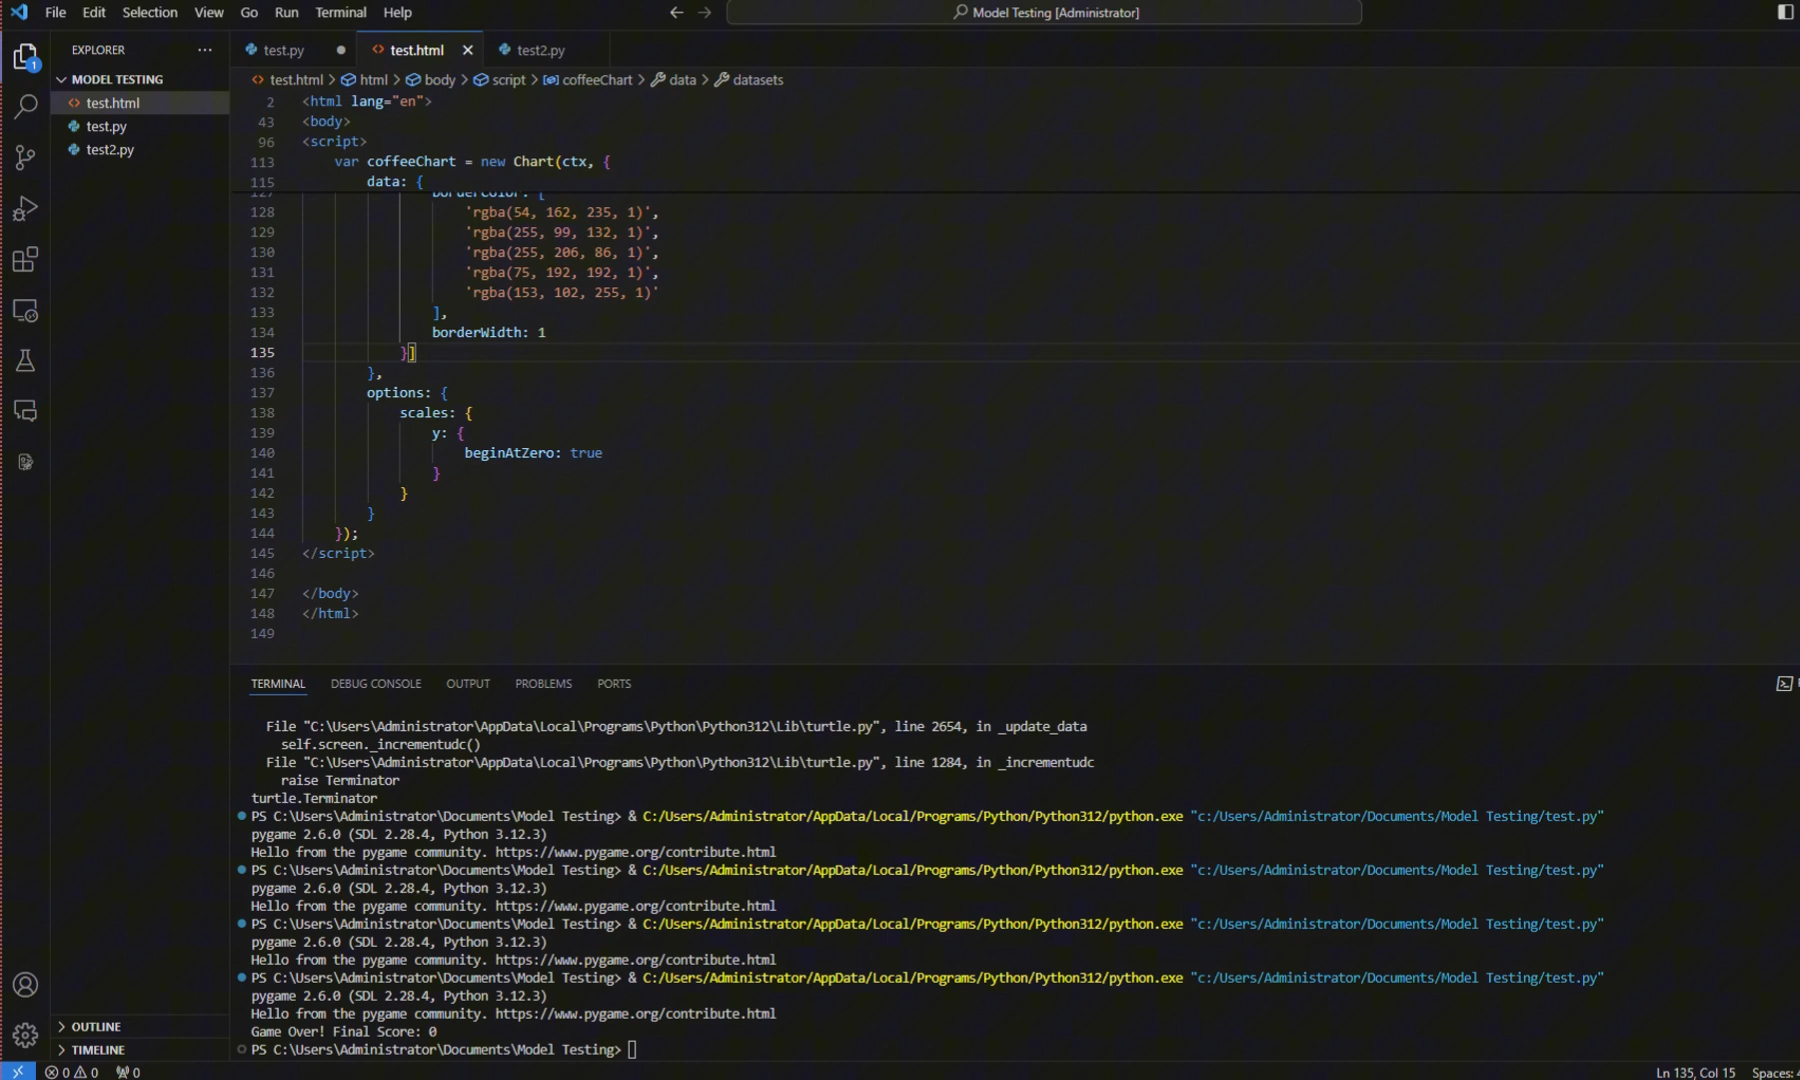 File Edit Selection View Go Run Terminal Help
Model Testing [Administrator]
EXPLORER
MODEL TESTING
test.html
test.py
test2.py
1
OUTLINE
TIMELINE
test.py
test.html
test2.py
test.html > html > body > script > coffeeChart > data > datasets
2 <html lang="en">
43 <body>
96 <script>
113 var coffeeChart = new Chart(ctx, {
115 data: {
127 borderColor: [
128 'rgba(54, 162, 235, 1)',
129 'rgba(255, 99, 132, 1)',
130 'rgba(255, 206, 86, 1)',
131 'rgba(75, 192, 192, 1)',
132 'rgba(153, 102, 255, 1)'
133 ],
134 borderWidth: 1
135 }]
136 },
137 options: {
138 scales: {
139 y: {
140 beginAtZero: true
141 }
142 }
143 }
144 });
145 </script>
146
147 </body>
148 </html>
149
TERMINAL DEBUG CONSOLE OUTPUT PROBLEMS PORTS
File "C:\Users\Administrator\AppData\Local\Programs\Python\Python312\Lib\turtle.py", line 2654, in _update_data
self.screen._incrementudc()
File "C:\Users\Administrator\AppData\Local\Programs\Python\Python312\Lib\turtle.py", line 1284, in _incrementudc
raise Terminator
turtle.Terminator
PS C:\Users\Administrator\Documents\Model Testing> & C:/Users/Administrator/AppData/Local/Programs/Python/Python312/python.exe "c:/Users/Administrator/Documents/Model Testing/test.py"
pygame 2.6.0 (SDL 2.28.4, Python 3.12.3)
Hello from the pygame community. https://www.pygame.org/contribute.html
PS C:\Users\Administrator\Documents\Model Testing> & C:/Users/Administrator/AppData/Local/Programs/Python/Python312/python.exe "c:/Users/Administrator/Documents/Model Testing/test.py"
pygame 2.6.0 (SDL 2.28.4, Python 3.12.3)
Hello from the pygame community. https://www.pygame.org/contribute.html
PS C:\Users\Administrator\Documents\Model Testing> & C:/Users/Administrator/AppData/Local/Programs/Python/Python312/python.exe "c:/Users/Administrator/Documents/Model Testing/test.py"
pygame 2.6.0 (SDL 2.28.4, Python 3.12.3)
Hello from the pygame community. https://www.pygame.org/contribute.html
PS C:\Users\Administrator\Documents\Model Testing> & C:/Users/Administrator/AppData/Local/Programs/Python/Python312/python.exe "c:/Users/Administrator/Documents/Model Testing/test.py"
pygame 2.6.0 (SDL 2.28.4, Python 3.12.3)
Hello from the pygame community. https://www.pygame.org/contribute.html
Game Over! Final Score: 0
PS C:\Users\Administrator\Documents\Model Testing>
0 0 0
Ln 135, Col 15 Spaces: